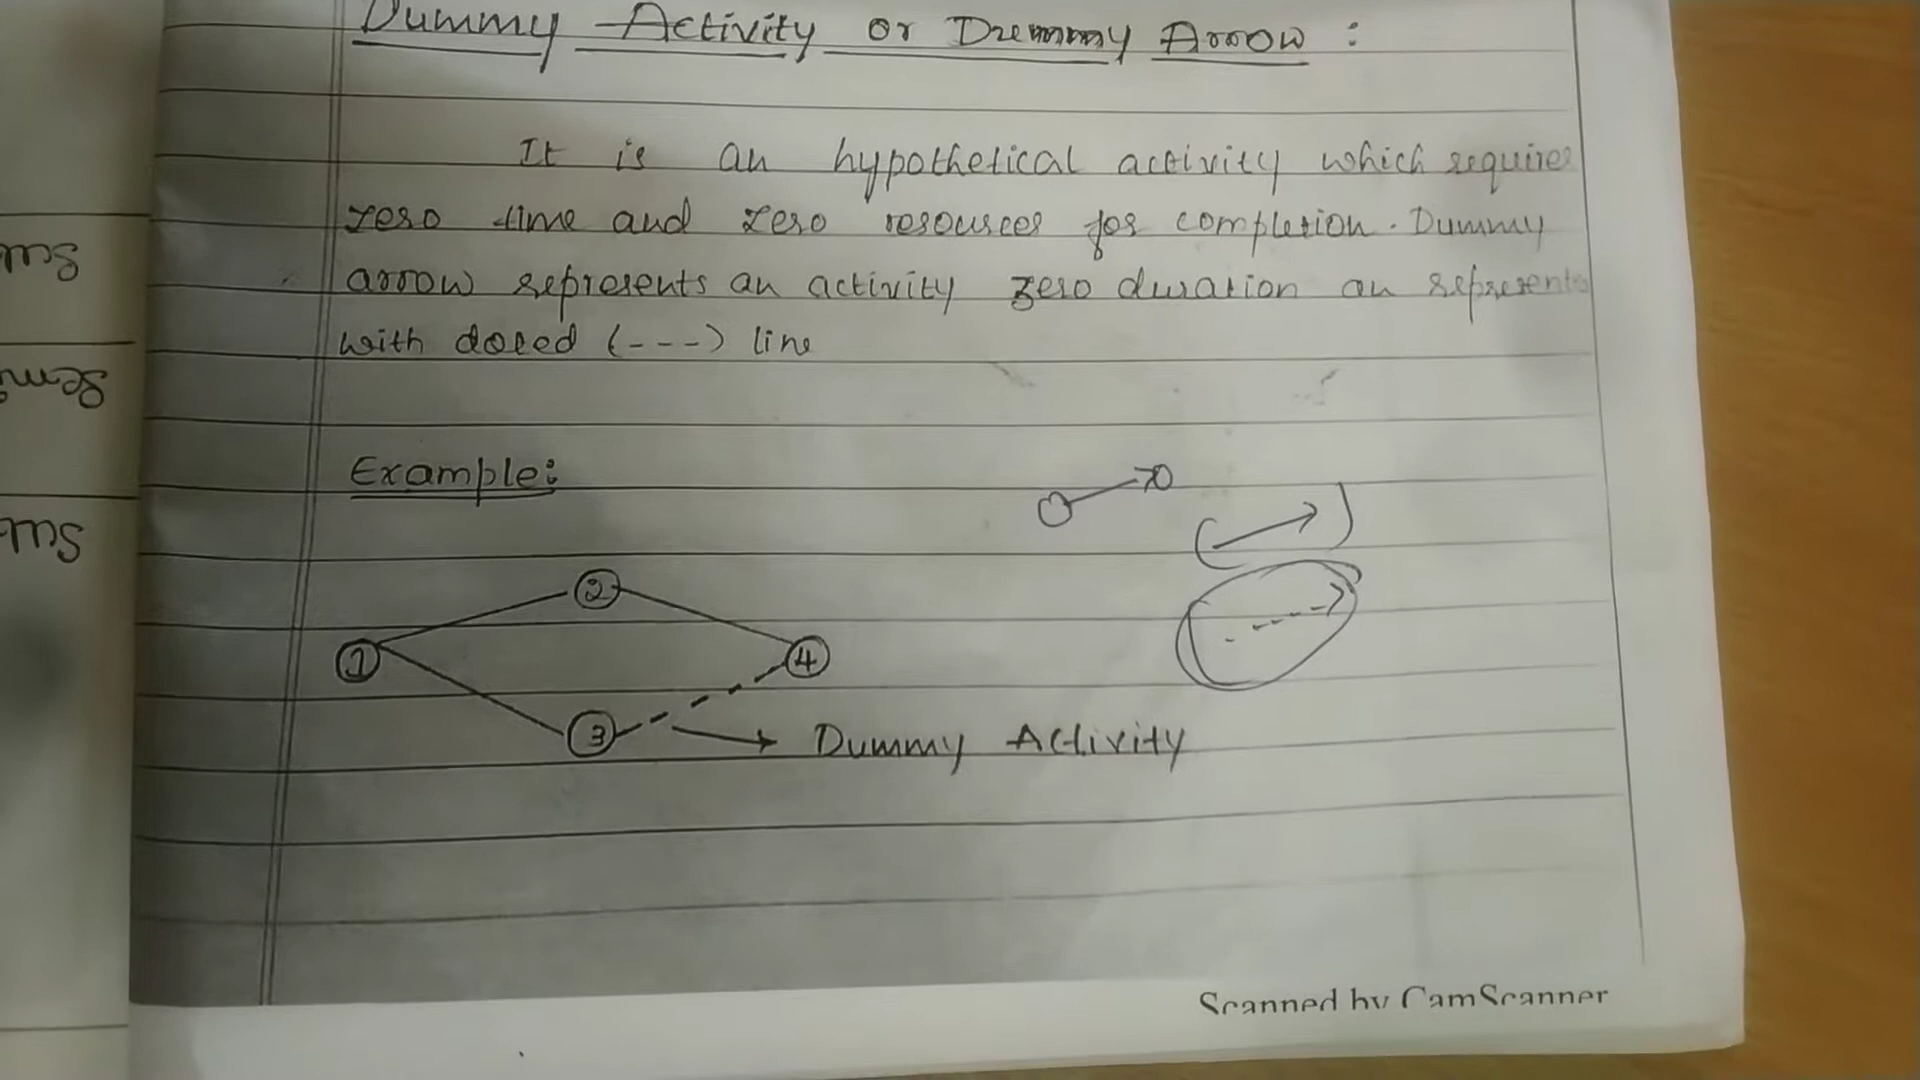 Dummy Activity or Dummy Arrow :
It is an hypothetical activity which requires
zero time and zero resources for completion. Dummy
arrow represents an activity zero duration an represents
with doted (---) line
Example:
2
1
4
3
Dummy Activity
Scanned by CamScanner